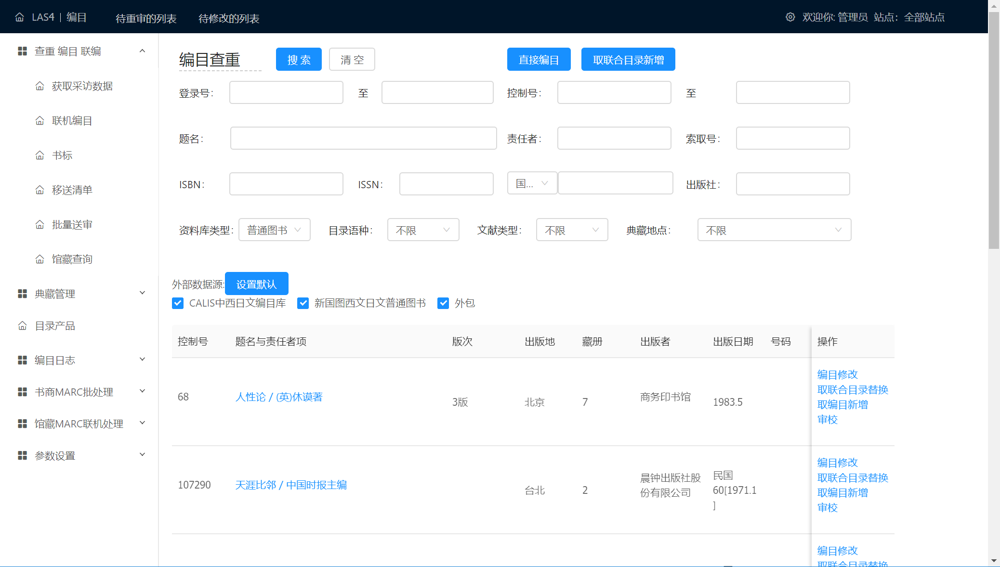 LAS4 | 编目 待重审的列表 待修改的列表 欢迎你: 管理员 站点：全部站点
查重 编目 联编
获取采访数据
联机编目
书标
移送清单
批量送审
馆藏查询
典藏管理
目录产品
编目日志
书商MARC批处理
馆藏MARC联机处理
参数设置
编目查重 搜 索 清 空 直接编目 取联合目录新增
登录号: 至 控制号: 至
题名: 责任者: 索取号:
ISBN: ISSN: 国... 出版社:
资料库类型: 普通图书 目录语种: 不限 文献类型: 不限 典藏地点: 不限
外部数据源: 设置默认
CALIS中西日文编目库 新国图西文日文普通图书 外包
控制号 题名与责任者项 版次 出版地 藏册 出版者 出版日期 号码 操作
68 人性论 / (英)休谟著 3版 北京 7 商务印书馆 1983.5
编目修改
取联合目录替换
取编目新增
审校
107290 天涯比邻 / 中国时报主编 台北 2
晨钟出版社股
份有限公司
民国
60[1971.1
]
编目修改
取联合目录替换
取编目新增
审校
编目修改
取联合目录替换